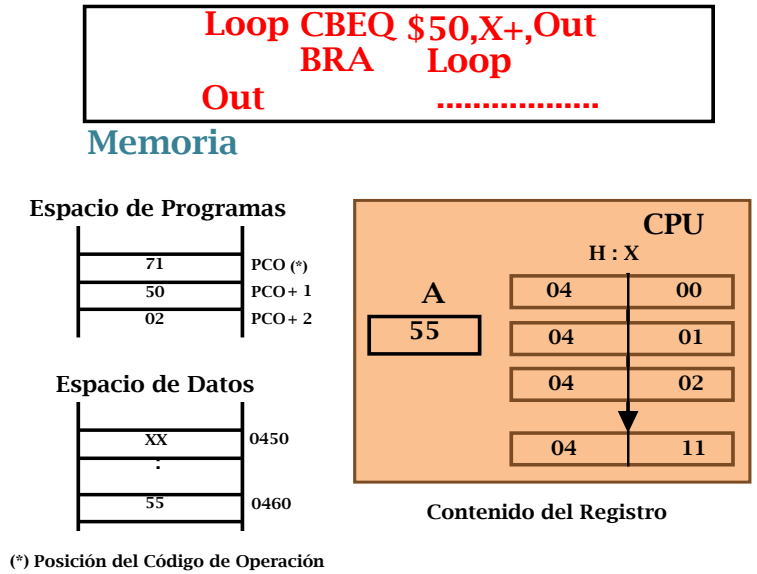 Loop CBEQ $50,X+,Out
BRA Loop
Out ..................
Memoria
Espacio de Programas
71 PCO (*)
50 PCO+ 1
02 PCO+ 2
Espacio de Datos
XX 0450
:
55 0460
(*) Posición del Código de Operación
CPU
H : X
A
55
04 00
04 01
04 02
04 11
Contenido del Registro